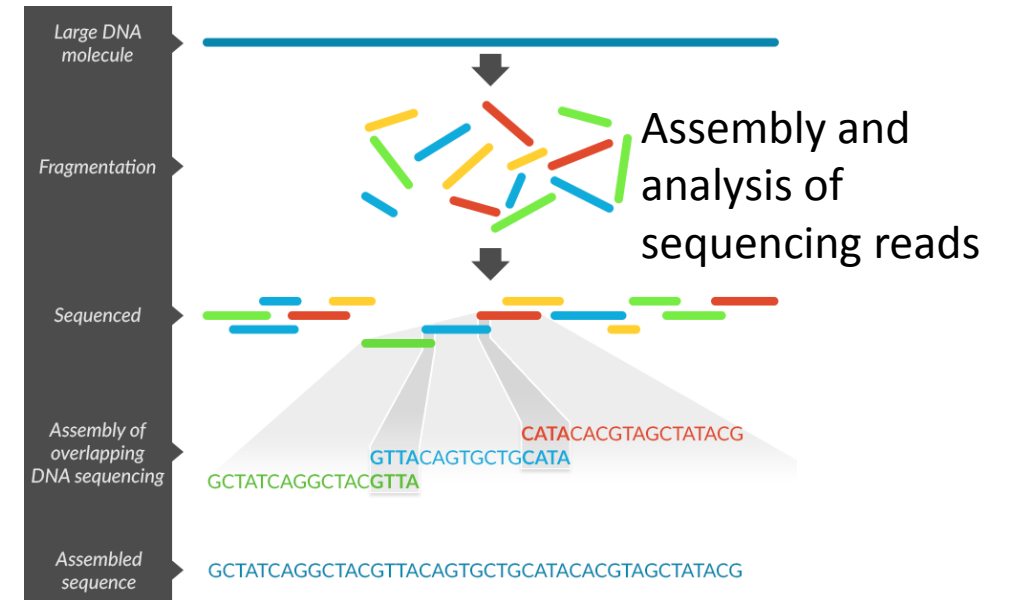 Large DNA
molecule
Fragmentation
Assembly and
analysis of
sequencing reads
Sequenced
Assembly of
overlapping
DNA sequencing
CATACACGTAGCTATACG
GTTACAGTGCTGCATA
GCTATCAGGCTACGTTA
Assembled
sequence
GCTATCAGGCTACGTTACAGTGCTGCATACACGTAGCTATACG